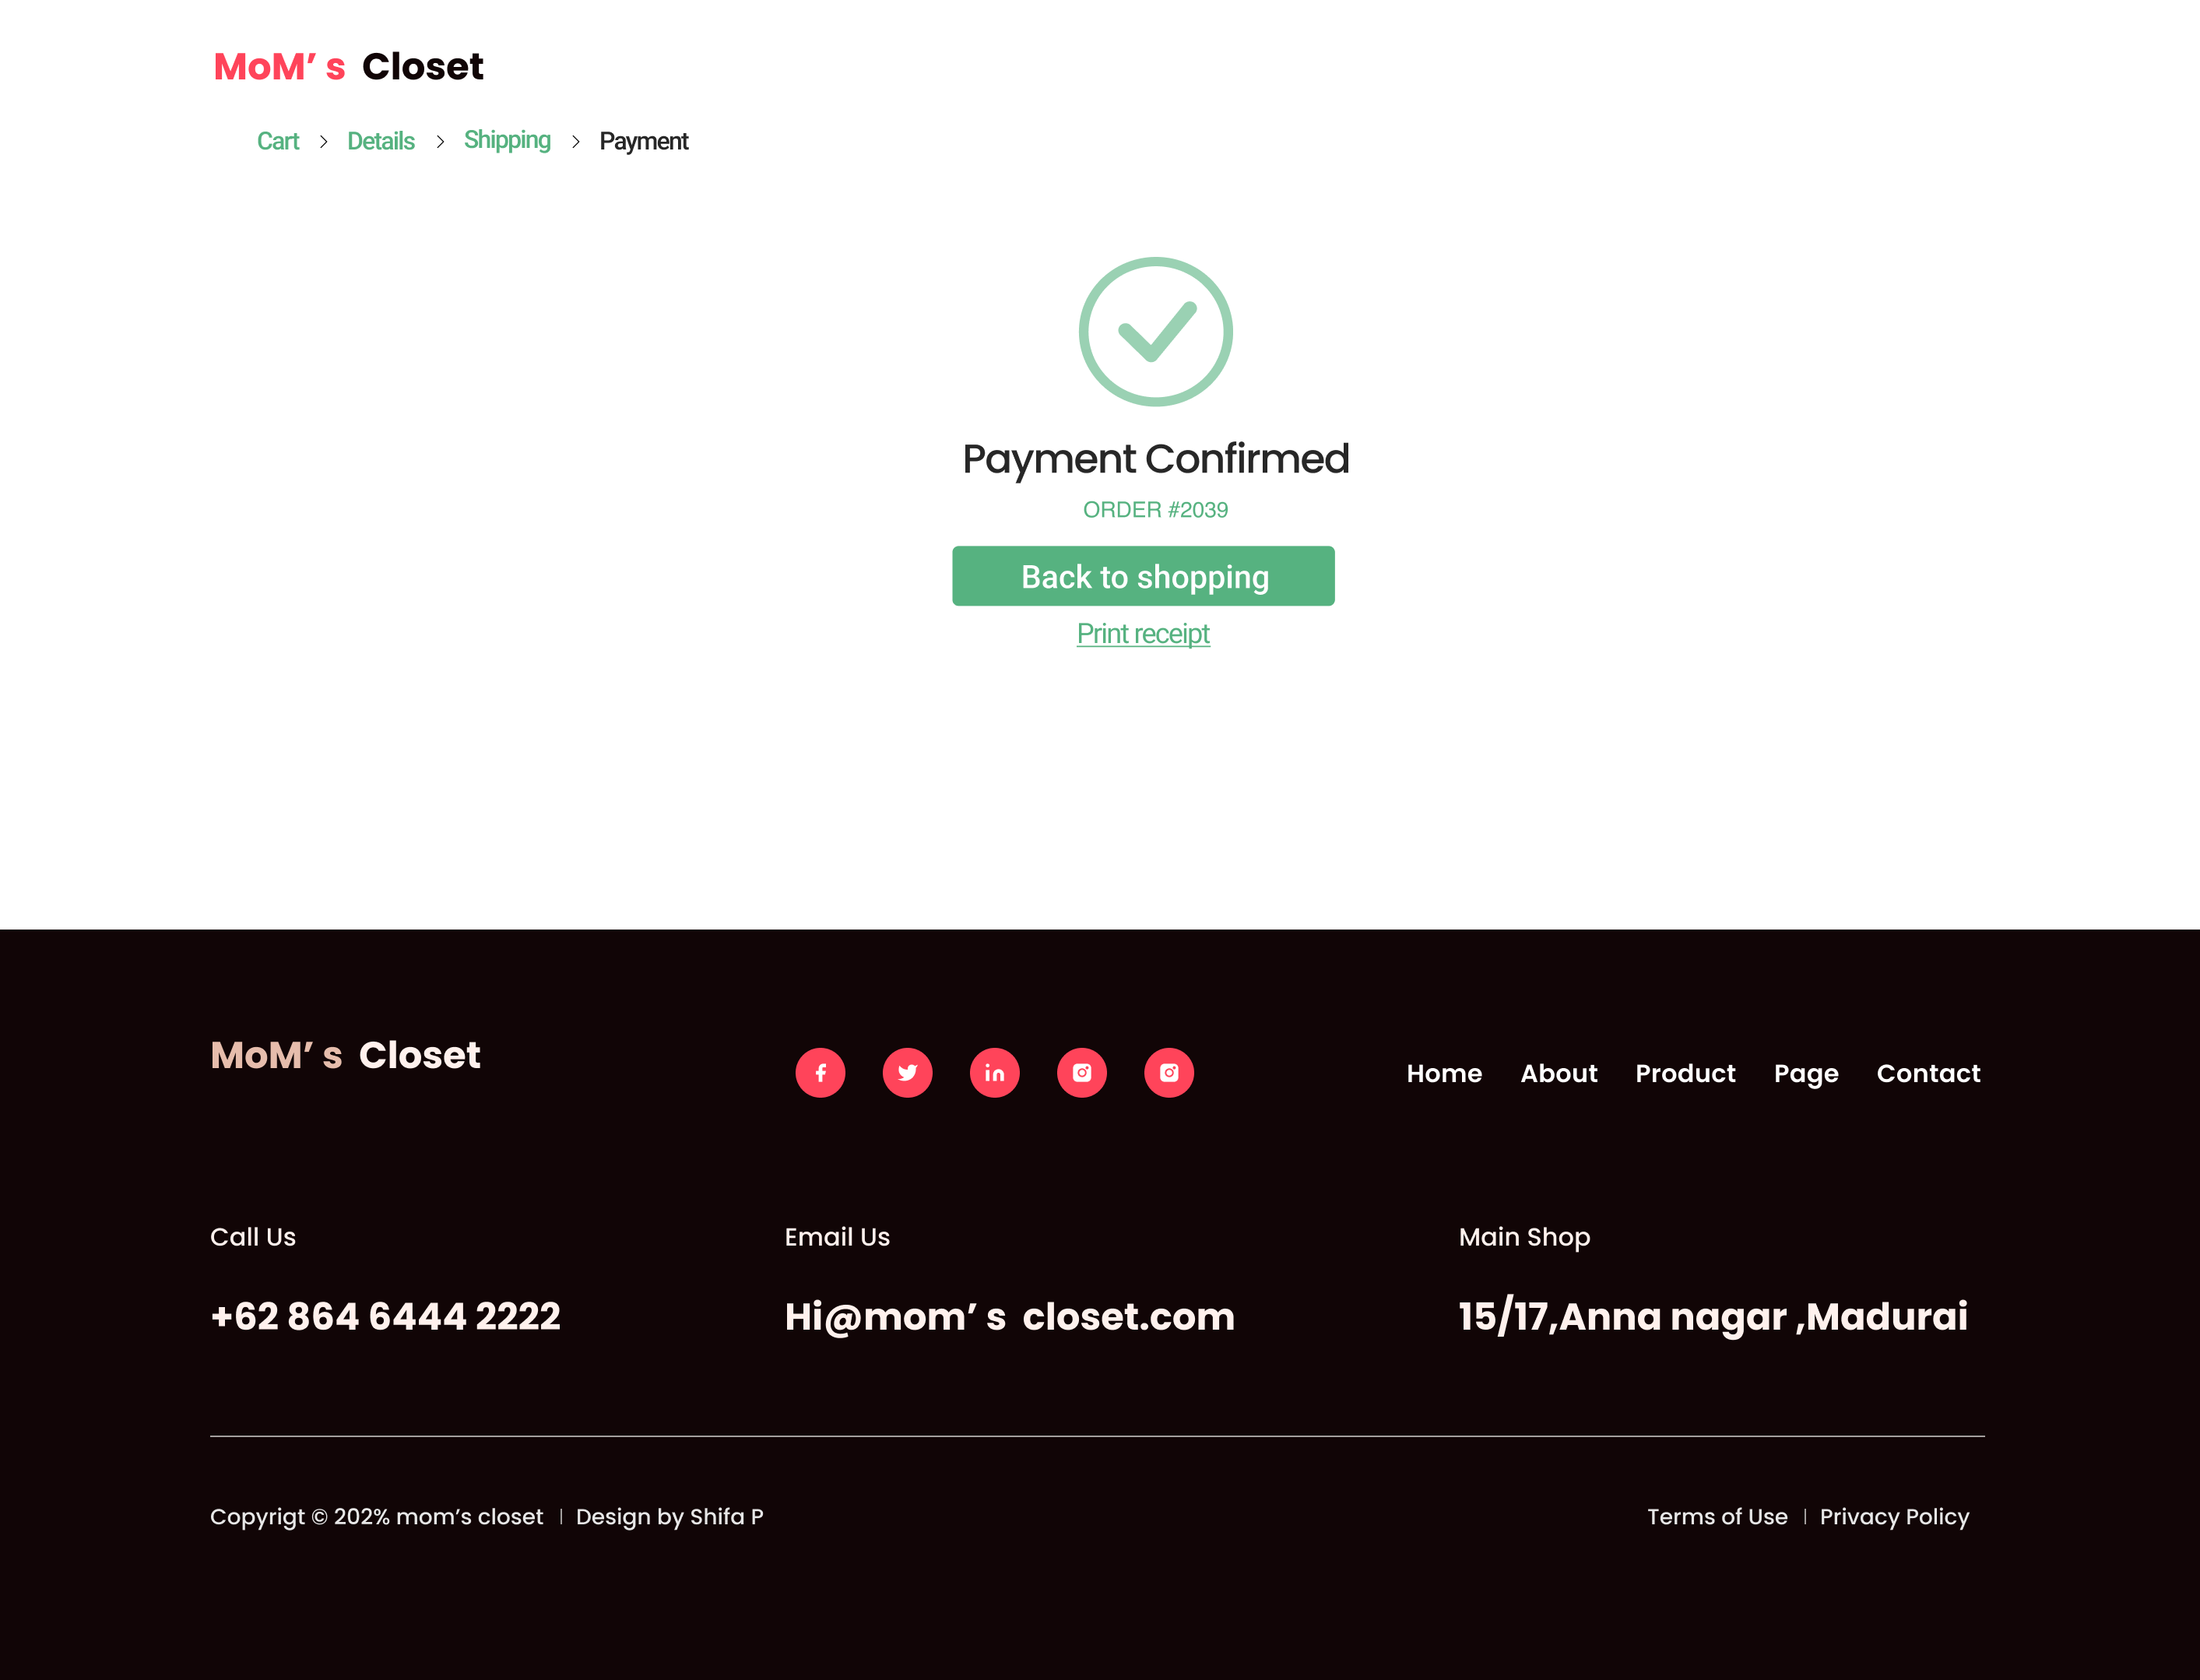 MoM’ s Closet
Cart > Details > Shipping > Payment
Payment Confirmed
ORDER #2039
Back to shopping
Print receipt
MoM’ s Closet
Home About Product Page Contact
Call Us
Email Us
Main Shop
+62 864 6444 2222
Hi@mom’ s closet.com
15/17,Anna nagar ,Madurai
Copyrigt © 202% mom’s closet | Design by Shifa P
Terms of Use | Privacy Policy